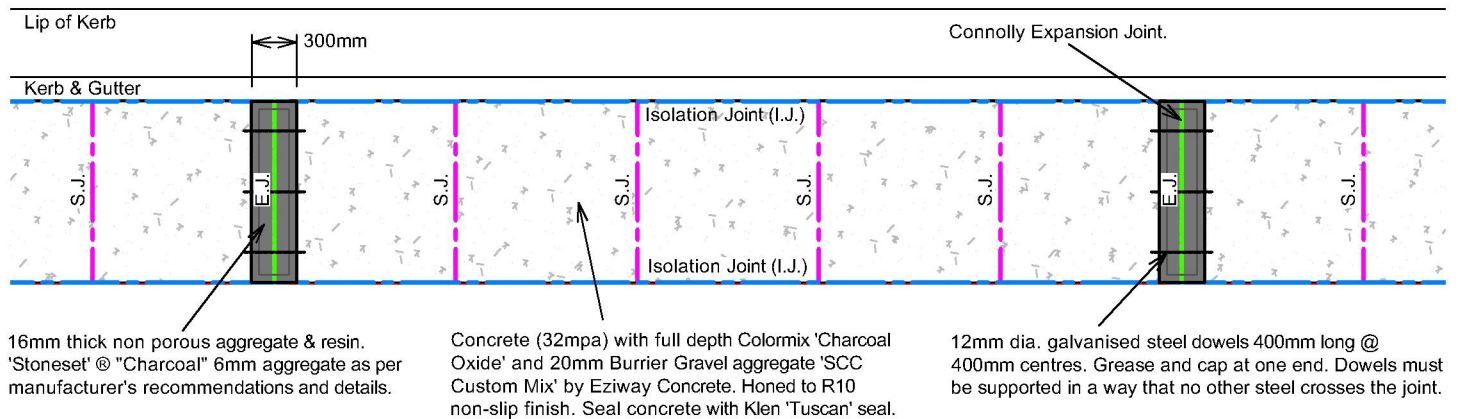 Lip of Kerb
300mm
Connolly Expansion Joint.
Kerb & Gutter
Isolation Joint (I.J.)
S.J.
E.J.
S.J.
S.J.
S.J.
S.J.
E.J.
S.J.
Isolation Joint (I.J.)
16mm thick non porous aggregate & resin.
'Stoneset' ® "Charcoal" 6mm aggregate as per
manufacturer's recommendations and details.
Concrete (32mpa) with full depth Colormix 'Charcoal
Oxide' and 20mm Burrier Gravel aggregate 'SCC
Custom Mix' by Eziway Concrete. Honed to R10
non-slip finish. Seal concrete with Klen 'Tuscan' seal.
12mm dia. galvanised steel dowels 400mm long @
400mm centres. Grease and cap at one end. Dowels must
be supported in a way that no other steel crosses the joint.